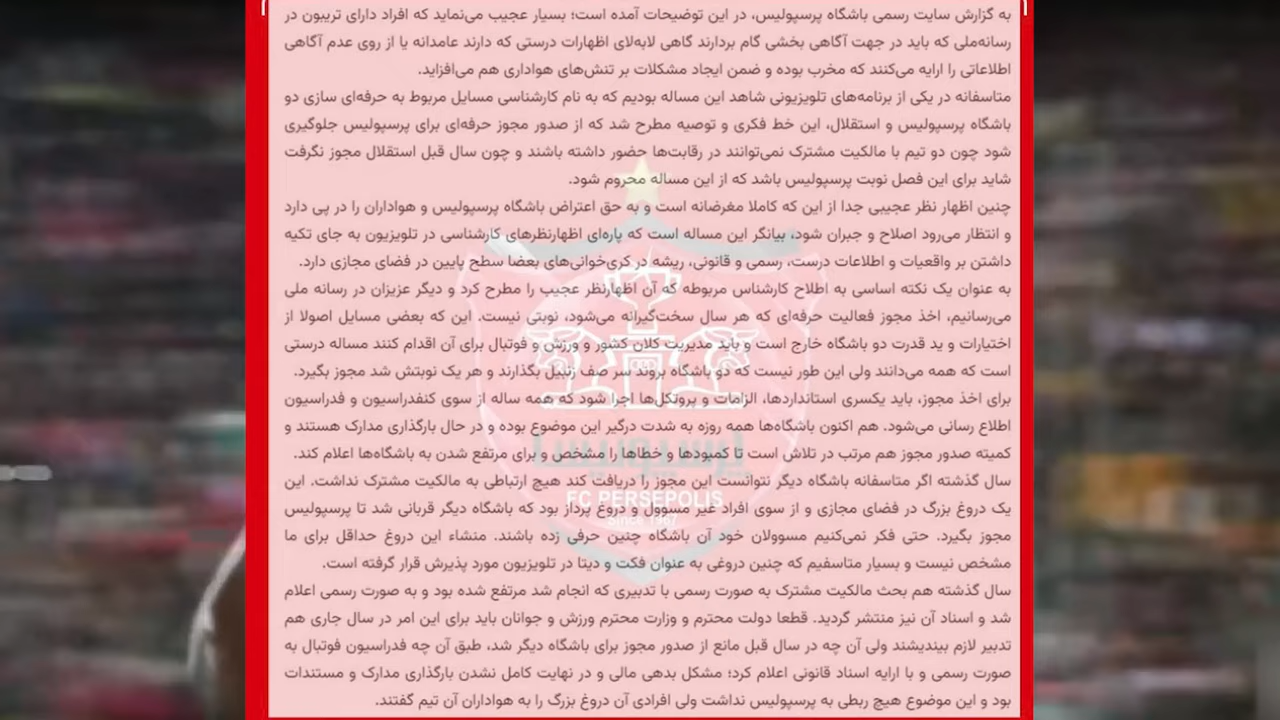 به گزارش سایت رسمی باشگاه پرسپولیس، در این توضیحات آمده است؛ بسیار عجیب می‌نماید که افراد دارای تریبون در
رسانه‌ملی که باید در جهت آگاهی بخشی گام بردارند گاهی لابه‌لای اظهارات درستی که دارند عامدانه یا از روی عدم آگاهی
اطلاعاتی را ارایه می‌کنند که مخرب بوده و ضمن ایجاد مشکلات بر تنش‌های هواداری هم می‌افزاید.
متاسفانه در یکی از برنامه‌های تلویزیونی شاهد این مساله بودیم که به نام کارشناسی مسایل مربوط به حرفه‌ای سازی دو
باشگاه پرسپولیس و استقلال، این خط فکری و توصیه مطرح شد که از صدور مجوز حرفه‌ای برای پرسپولیس جلوگیری
شود چون دو تیم با مالکیت مشترک نمی‌توانند در رقابت‌ها حضور داشته باشند و چون سال قبل استقلال مجوز نگرفت
شاید برای این فصل نوبت پرسپولیس باشد که از این مساله محروم شود.
چنین اظهار نظر عجیبی جدا از این که کاملا مغرضانه است و به حق اعتراض باشگاه پرسپولیس و هواداران را در پی دارد
و انتظار می‌رود اصلاح و جبران شود، بیانگر این مساله است که پاره‌ای اظهارنظرهای کارشناسی در تلویزیون به جای تکیه
داشتن بر واقعیات و اطلاعات درست، رسمی و قانونی، ریشه در کری‌خوانی‌های بعضا سطح پایین در فضای مجازی دارد.
به عنوان یک نکته اساسی به اطلاح کارشناس مربوطه که آن اظهارنظر عجیب را مطرح کرد و دیگر عزیزان در رسانه ملی
می‌رسانیم، اخذ مجوز فعالیت حرفه‌ای که هر سال سخت‌گیرانه می‌شود، نوبتی نیست. این که بعضی مسایل اصولا از
اختیارات و ید قدرت دو باشگاه خارج است و باید مدیریت کلان کشور و ورزش و فوتبال برای آن اقدام کنند مساله درستی
است که همه می‌دانند ولی این طور نیست که دو باشگاه بروند سر صف زنبیل بگذارند و هر یک نوبتش شد مجوز بگیرد.
برای اخذ مجوز، باید یکسری استانداردها، الزامات و پروتکل‌ها اجرا شود که همه ساله از سوی کنفدراسیون و فدراسیون
اطلاع رسانی می‌شود. هم اکنون باشگاه‌ها همه روزه به شدت درگیر این موضوع بوده و در حال بارگذاری مدارک هستند و
کمیته صدور مجوز هم مرتب در تلاش است تا کمبودها و خطاها را مشخص و برای مرتفع شدن به باشگاه‌ها اعلام کند.
سال گذشته اگر متاسفانه باشگاه دیگر نتوانست این مجوز را دریافت کند هیچ ارتباطی به مالکیت مشترک نداشت. این
یک دروغ بزرگ در فضای مجازی و از سوی افراد غیر مسوول و دروغ پرداز بود که باشگاه دیگر قربانی شد تا پرسپولیس
مجوز بگیرد. حتی فکر نمی‌کنیم مسوولان خود آن باشگاه چنین حرفی زده باشند. منشاء این دروغ حداقل برای ما
مشخص نیست و بسیار متاسفیم که چنین دروغی به عنوان فکت و دیتا در تلویزیون مورد پذیرش قرار گرفته است.
سال گذشته هم بحث مالکیت مشترک به صورت رسمی با تدبیری که انجام شد مرتفع شده بود و به صورت رسمی اعلام
شد و اسناد آن نیز منتشر گردید. قطعا دولت محترم و وزارت محترم ورزش و جوانان باید برای این امر در سال جاری هم
تدبیر لازم بیندیشند ولی آن چه در سال قبل مانع از صدور مجوز برای باشگاه دیگر شد، طبق آن چه فدراسیون فوتبال به
صورت رسمی و با ارایه اسناد قانونی اعلام کرد؛ مشکل بدهی مالی و در نهایت کامل نشدن بارگذاری مدارک و مستندات
بود و این موضوع هیچ ربطی به پرسپولیس نداشت ولی افرادی آن دروغ بزرگ را به هواداران آن تیم گفتند.
پرسپولیس
FC PERSEPOLIS
Since 1967